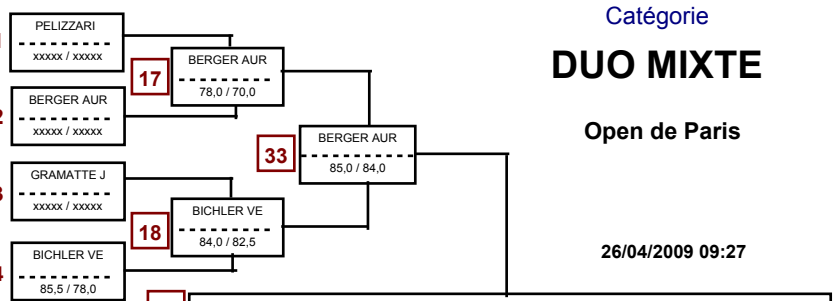 Catégorie
DUO MIXTE
Open de Paris
26/04/2009 09:27
PELIZZARI
xxxxx / xxxxx
17
BERGER AUR
78,0 / 70,0
BERGER AUR
xxxxx / xxxxx
33
BERGER AUR
85,0 / 84,0
GRAMATTE J
xxxxx / xxxxx
18
BICHLER VE
84,0 / 82,5
BICHLER VE
85,5 / 78,0